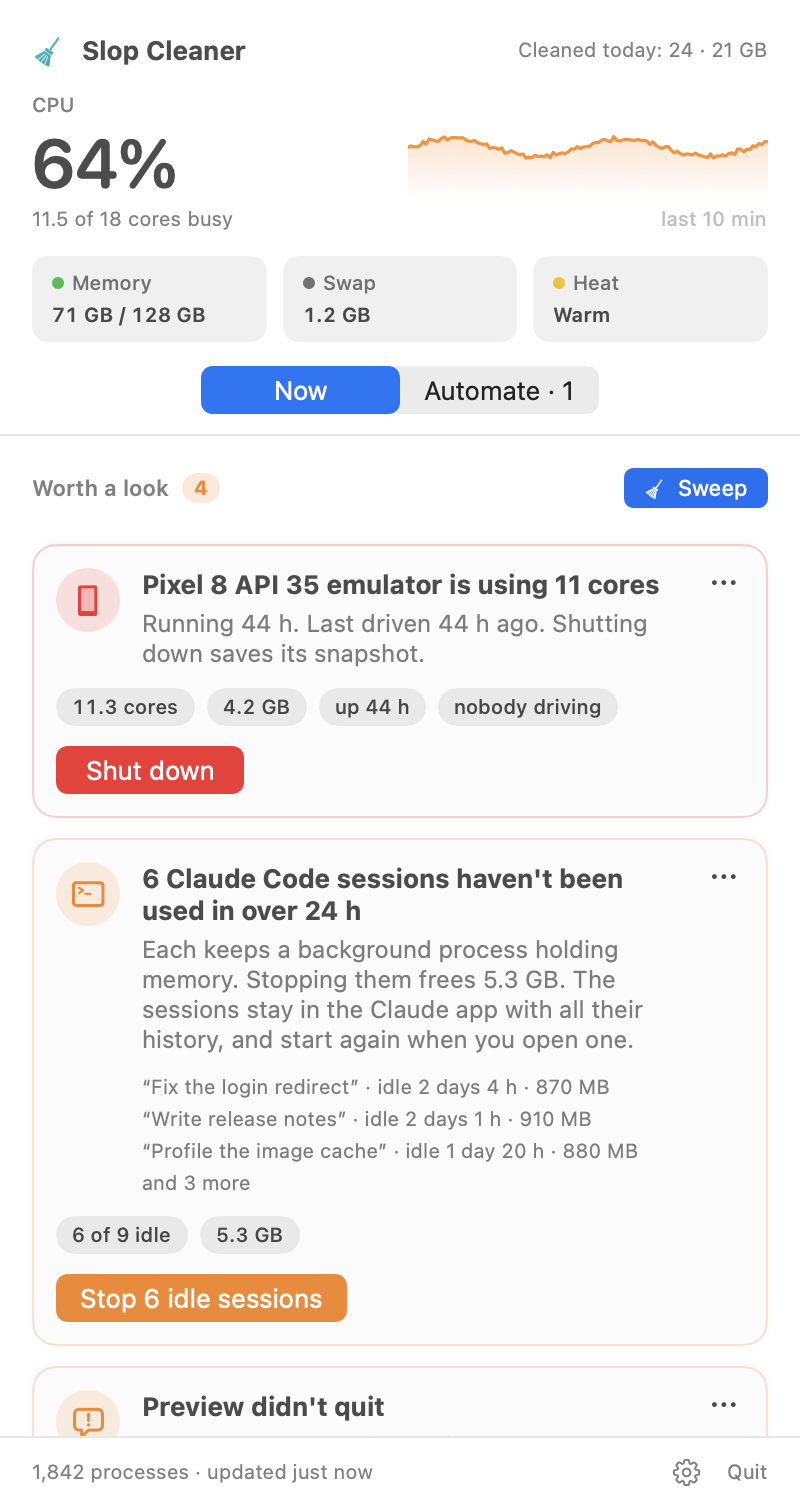 Slop Cleaner
Cleaned today: 24 · 21 GB
CPU
64%
11.5 of 18 cores busy
last 10 min
Memory
71 GB / 128 GB
Swap
1.2 GB
Heat
Warm
Now
Automate · 1
Worth a look 4
Sweep
Pixel 8 API 35 emulator is using 11 cores
Running 44 h. Last driven 44 h ago. Shutting
down saves its snapshot.
11.3 cores
4.2 GB
up 44 h
nobody driving
Shut down
6 Claude Code sessions haven't been
used in over 24 h
Each keeps a background process holding
memory. Stopping them frees 5.3 GB. The
sessions stay in the Claude app with all their
history, and start again when you open one.
“Fix the login redirect” · idle 2 days 4 h · 870 MB
“Write release notes” · idle 2 days 1 h · 910 MB
“Profile the image cache” · idle 1 day 20 h · 880 MB
and 3 more
6 of 9 idle
5.3 GB
Stop 6 idle sessions
Preview didn't quit
1,842 processes · updated just now
Quit